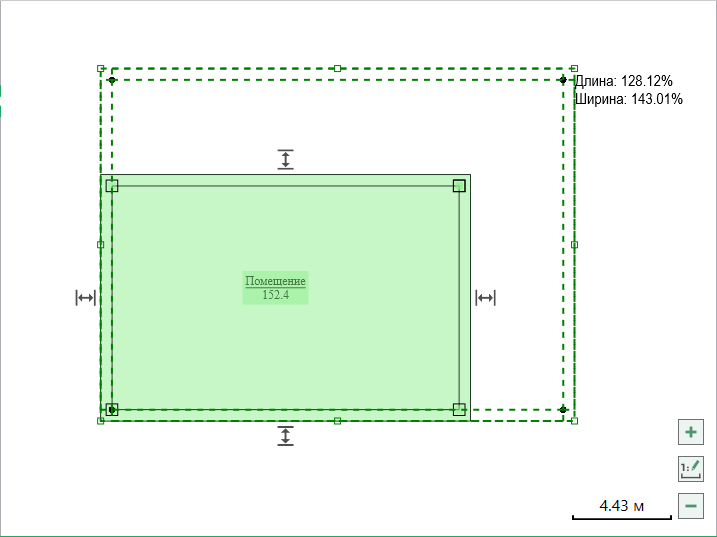 Длина: 128.12%
Ширина: 143.01%
Помещение
152.4
1:
4.43 м